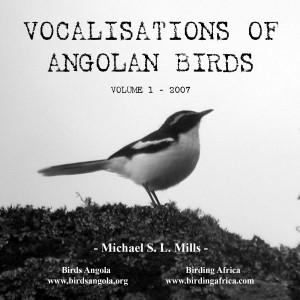 VOCALISATIONS OF
ANGOLAN BIRDS
VOLUME 1 - 2007
- Michael S. L. Mills -
Birds Angola Birding Africa
www.birdsangola.org www.birdingafrica.com